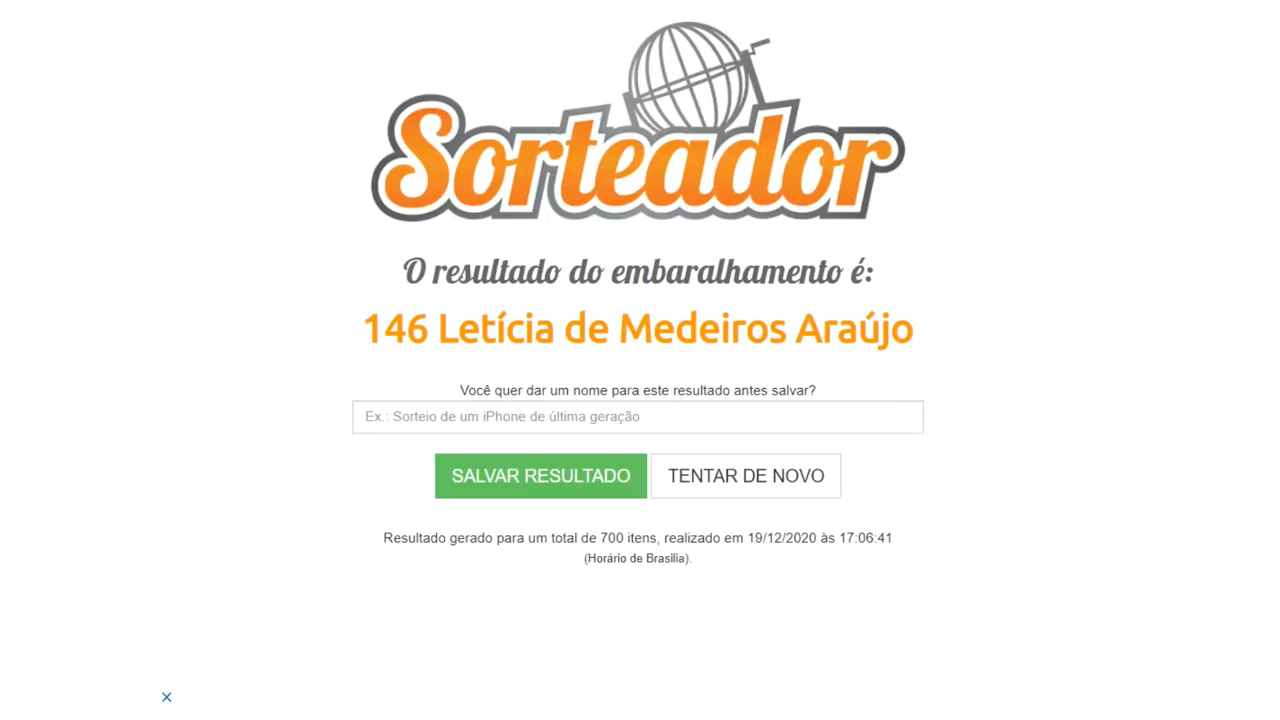 Sorteador
O resultado do embaralhamento é:
146 Letícia de Medeiros Araújo
Você quer dar um nome para este resultado antes salvar?
Ex.: Sorteio de um iPhone de última geração
SALVAR RESULTADO TENTAR DE NOVO
Resultado gerado para um total de 700 itens, realizado em 19/12/2020 às 17:06:41
(Horário de Brasilia).